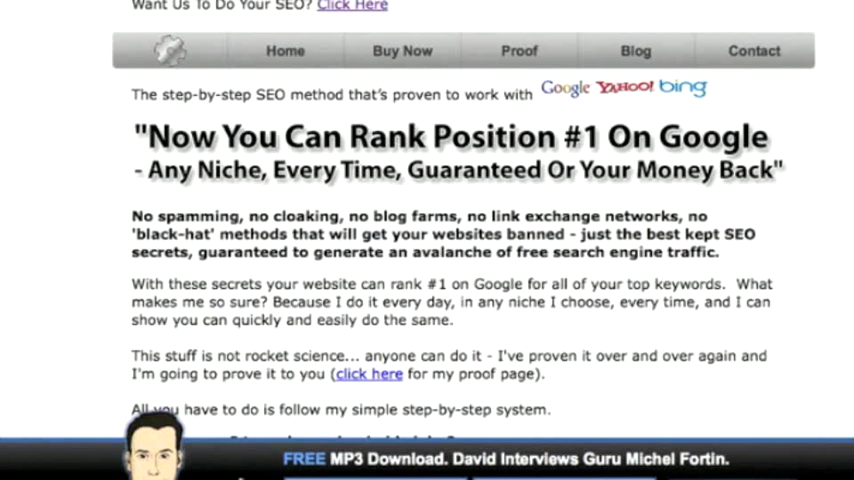 Want Us To Do Your SEO? Click Here
Home Buy Now Proof Blog Contact
The step-by-step SEO method that's proven to work with Google YAHOO! bing
"Now You Can Rank Position #1 On Google
- Any Niche, Every Time, Guaranteed Or Your Money Back"
No spamming, no cloaking, no blog farms, no link exchange networks, no
'black-hat' methods that will get your websites banned - just the best kept SEO
secrets, guaranteed to generate an avalanche of free search engine traffic.
With these secrets your website can rank #1 on Google for all of your top keywords. What
makes me so sure? Because I do it every day, in any niche I choose, every time, and I can
show you can quickly and easily do the same.
This stuff is not rocket science... anyone can do it - I've proven it over and over again and
I'm going to prove it to you (click here for my proof page).
All you have to do is follow my simple step-by-step system.
FREE MP3 Download. David Interviews Guru Michel Fortin.